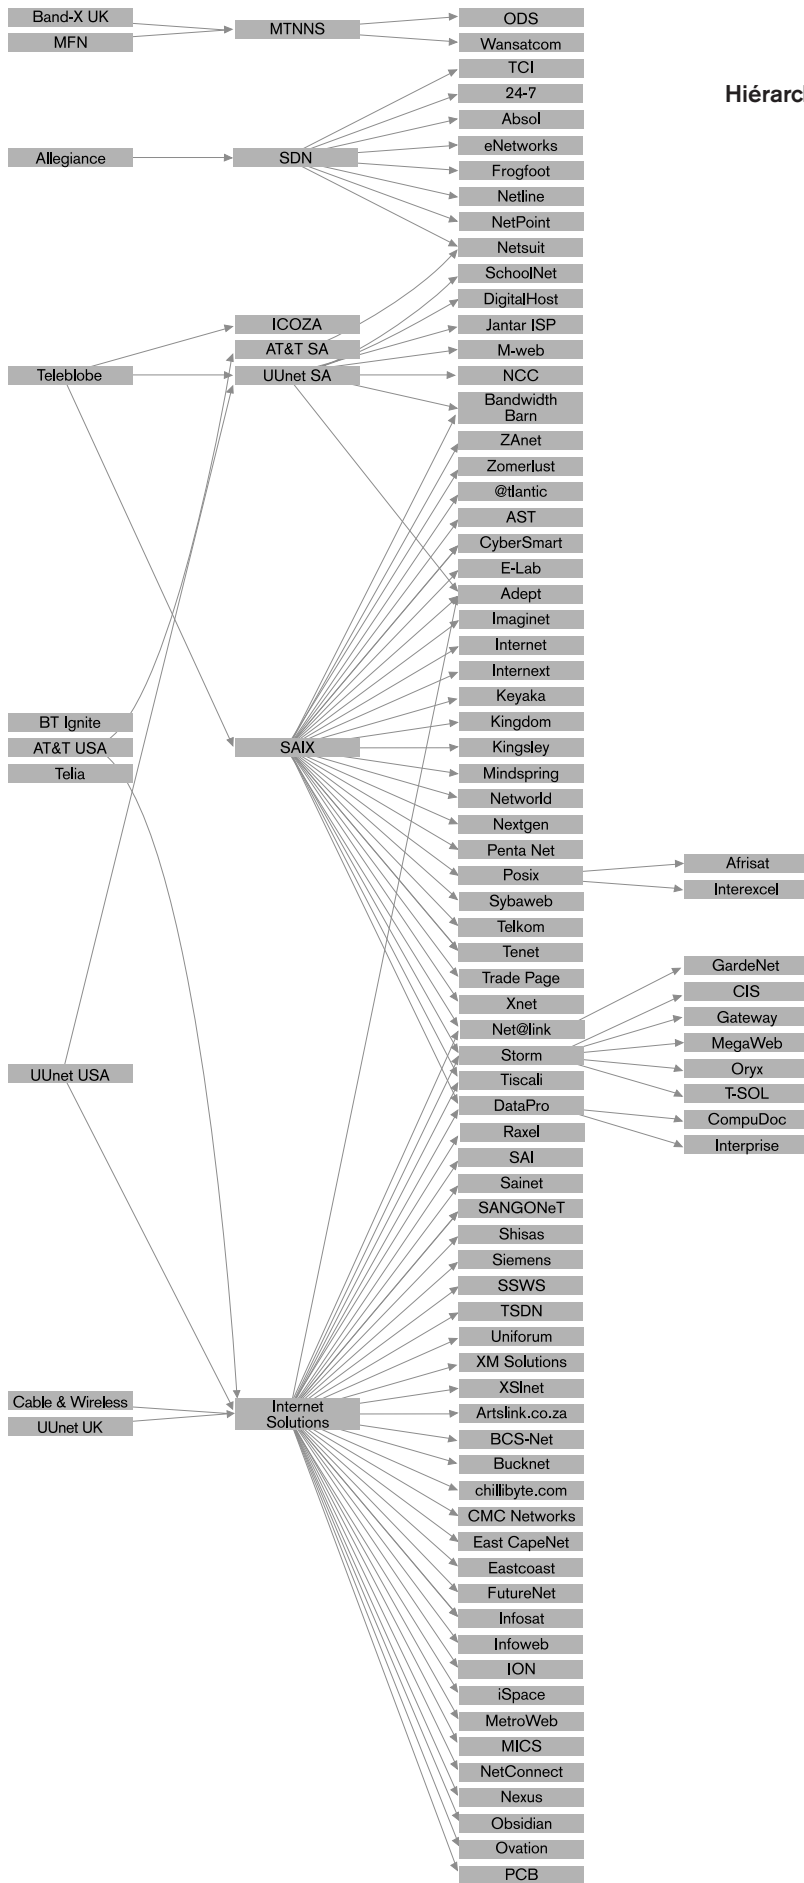 Hiérarc
Band-X UK
MFN
Allegiance
Teleblobe
BT Ignite
AT&T USA
Telia
UUnet USA
Cable & Wireless
UUnet UK
MTNNS
SDN
ICOZA
AT&T SA
UUnet SA
SAIX
Internet
Solutions
ODS
Wansatcom
TCI
24-7
Absol
eNetworks
Frogfoot
Netline
NetPoint
Netsuit
SchoolNet
DigitalHost
Jantar ISP
M-web
NCC
Bandwidth
Barn
ZAnet
Zomerlust
@tlantic
AST
CyberSmart
E-Lab
Adept
Imaginet
Internet
Internext
Keyaka
Kingdom
Kingsley
Mindspring
Networld
Nextgen
Penta Net
Posix
Sybaweb
Telkom
Tenet
Trade Page
Xnet
Net@link
Storm
Tiscali
DataPro
Raxel
SAI
Sainet
SANGONeT
Shisas
Siemens
SSWS
TSDN
Uniforum
XM Solutions
XSInet
Artslink.co.za
BCS-Net
Bucknet
chillibyte.com
CMC Networks
East CapeNet
Eastcoast
FutureNet
Infosat
Infoweb
ION
iSpace
MetroWeb
MICS
NetConnect
Nexus
Obsidian
Ovation
PCB
Afrisat
Interexcel
GardeNet
CIS
Gateway
MegaWeb
Oryx
T-SOL
CompuDoc
Interprise